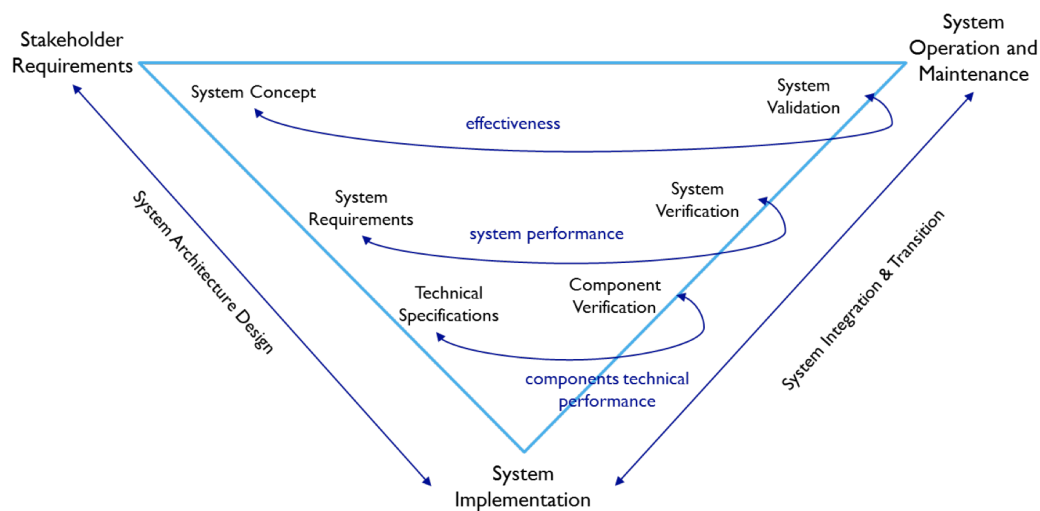 Stakeholder
Requirements
System
Operation and
Maintenance
System Concept
System
Validation
effectiveness
System
Requirements
System
Verification
system performance
System Architecture Design
System Integration & Transition
Technical
Specifications
Component
Verification
components technical
performance
System
Implementation